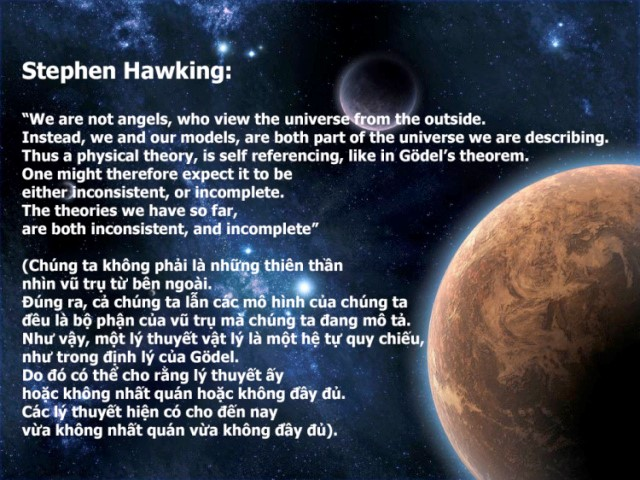 Stephen Hawking:
“We are not angels, who view the universe from the outside.
Instead, we and our models, are both part of the universe we are describing.
Thus a physical theory, is self referencing, like in Gödel’s theorem.
One might therefore expect it to be
either inconsistent, or incomplete.
The theories we have so far,
are both inconsistent, and incomplete”
(Chúng ta không phải là những thiên thần
nhìn vũ trụ từ bên ngoài.
Đúng ra, cả chúng ta lẫn các mô hình của chúng ta
đều là bộ phận của vũ trụ mà chúng ta đang mô tả.
Như vậy, một lý thuyết vật lý là một hệ tự quy chiếu,
như trong định lý của Gödel.
Do đó có thể cho rằng lý thuyết ấy
hoặc không nhất quán hoặc không đầy đủ.
Các lý thuyết hiện có cho đến nay
vừa không nhất quán vừa không đầy đủ).